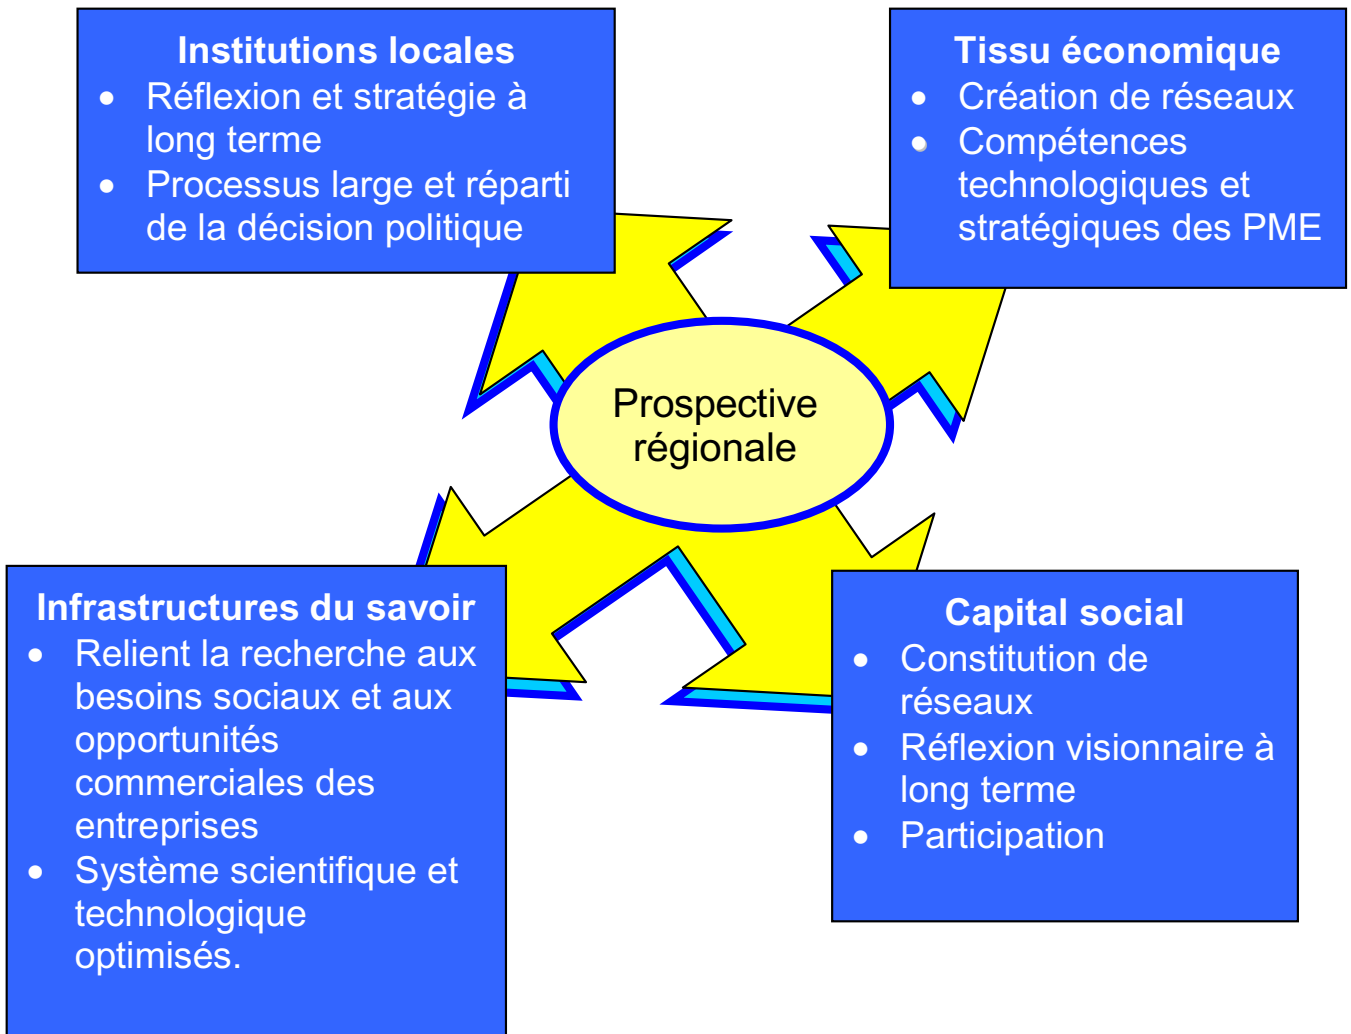 Institutions locales
• Réflexion et stratégie à
long terme
• Processus large et réparti
de la décision politique
Tissu économique
• Création de réseaux
• Compétences
technologiques et
stratégiques des PME
Prospective
régionale
Infrastructures du savoir
• Relient la recherche aux
besoins sociaux et aux
opportunités
commerciales des
entreprises
• Système scientifique et
technologique
optimisés.
Capital social
• Constitution de
réseaux
• Réflexion visionnaire à
long terme
• Participation